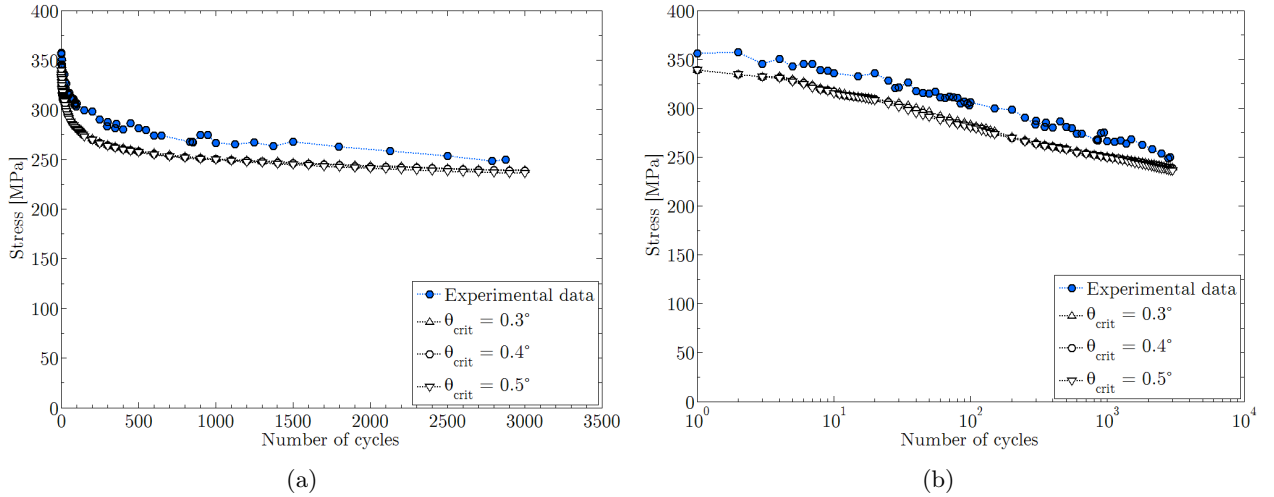 400
350
300
250
200
150
100
50
0
Stress [MPa]
0 500 1000 1500 2000 2500 3000 3500
Number of cycles
Experimental data
θcrit = 0.3°
θcrit = 0.4°
θcrit = 0.5°
(a)
400
350
300
250
200
150
100
50
0
Stress [MPa]
10^0 10^1 10^2 10^3 10^4
Number of cycles
Experimental data
θcrit = 0.3°
θcrit = 0.4°
θcrit = 0.5°
(b)